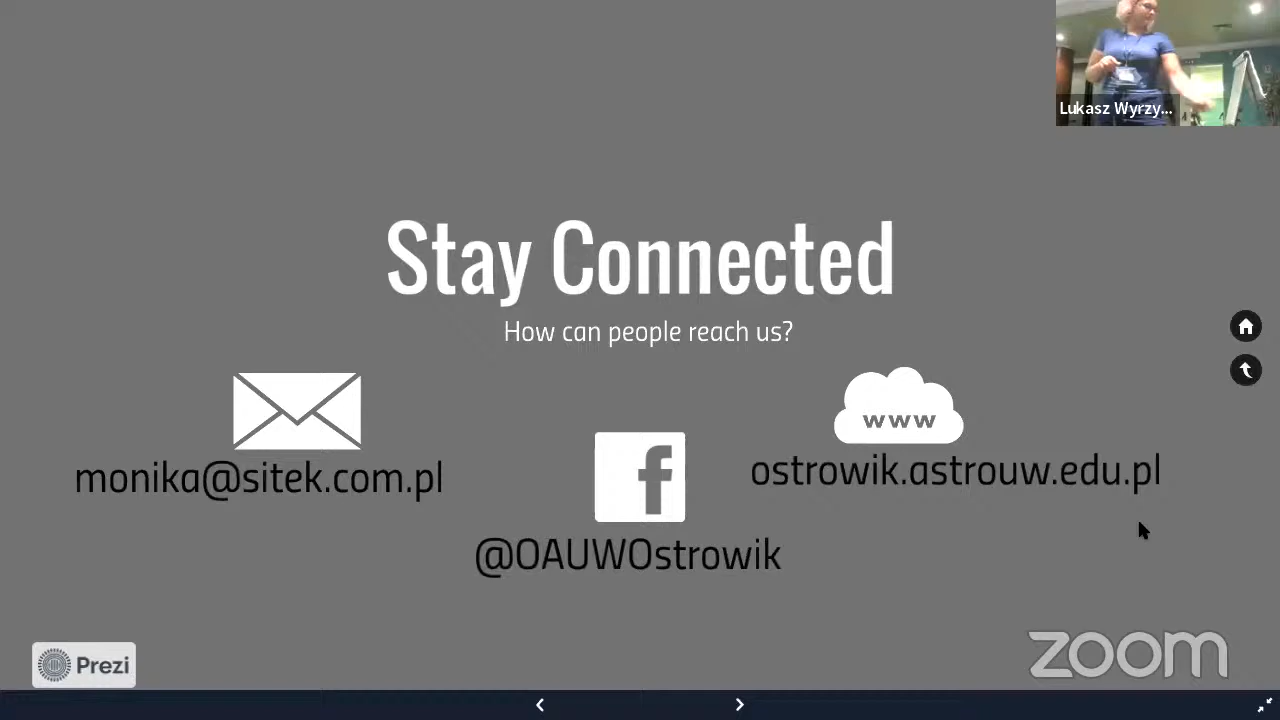 Lukasz Wyrzy...
Stay Connected
How can people reach us?
www
monika@sitek.com.pl
ostrowik.astrouw.edu.pl
f
@OAUWOstrowik
Prezi
zoom